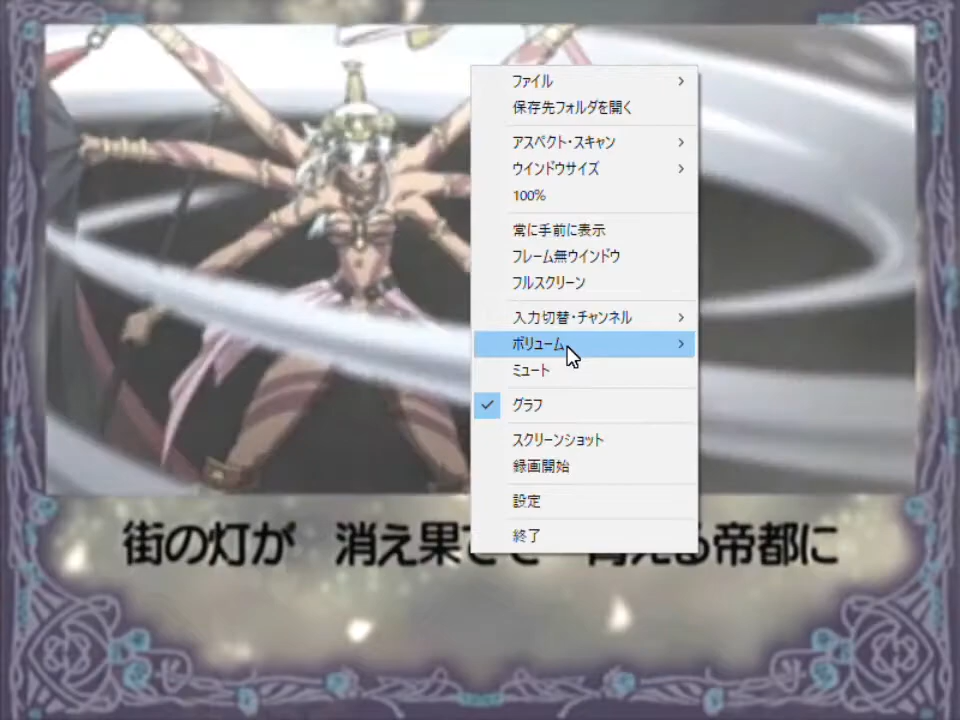 ファイル
保存先フォルダを開く
アスペクト・スキャン
ウインドウサイズ
100%
常に手前に表示
フレーム無ウインドウ
フルスクリーン
入力切替・チャンネル
ボリューム
ミュート
グラフ
スクリーンショット
録画開始
設定
終了
街の灯が 消え果てて る帝都に